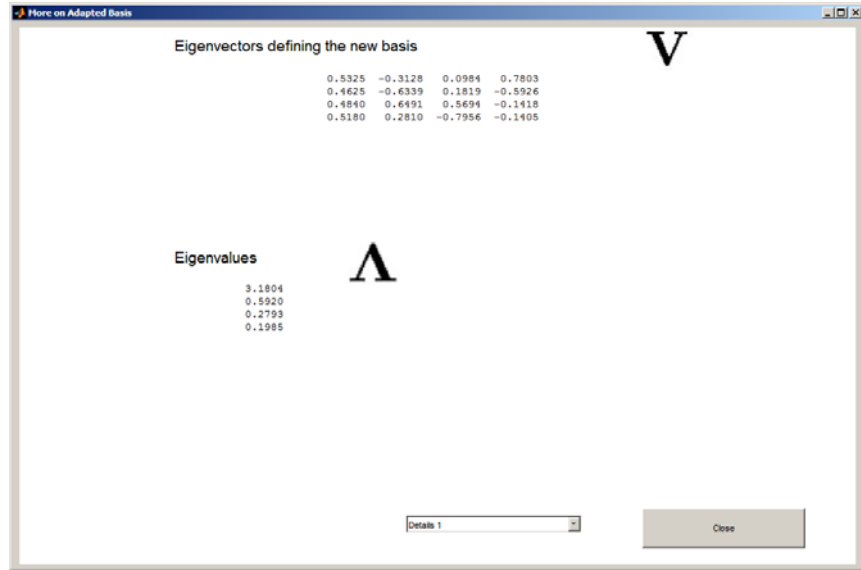 More on Adapted Basis
Eigenvectors defining the new basis
V
0.5325 -0.3128 0.0984 0.7803
0.4625 -0.6339 0.1819 -0.5926
0.4840 0.6491 0.5694 -0.1418
0.5180 0.2810 -0.7956 -0.1405
Eigenvalues
Λ
3.1804
0.5920
0.2793
0.1985
Details 1
Close